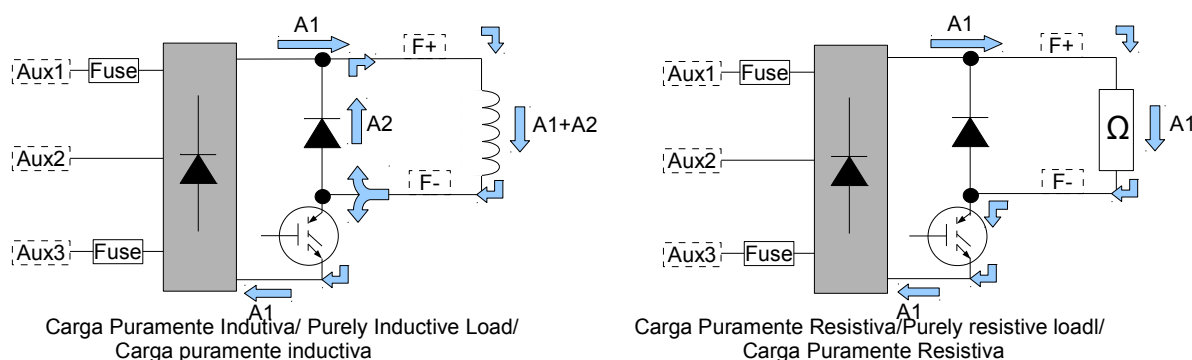 A1
F+
Aux1
Fuse
A2
A1+A2
Aux2
F-
Aux3
Fuse
A1
Carga Puramente Indutiva/ Purely Inductive Load/
Carga puramente inductiva
A1
F+
Aux1
Fuse
Ω
A1
Aux2
F-
Aux3
Fuse
A1
Carga Puramente Resistiva/Purely resistive loadl/
Carga Puramente Resistiva